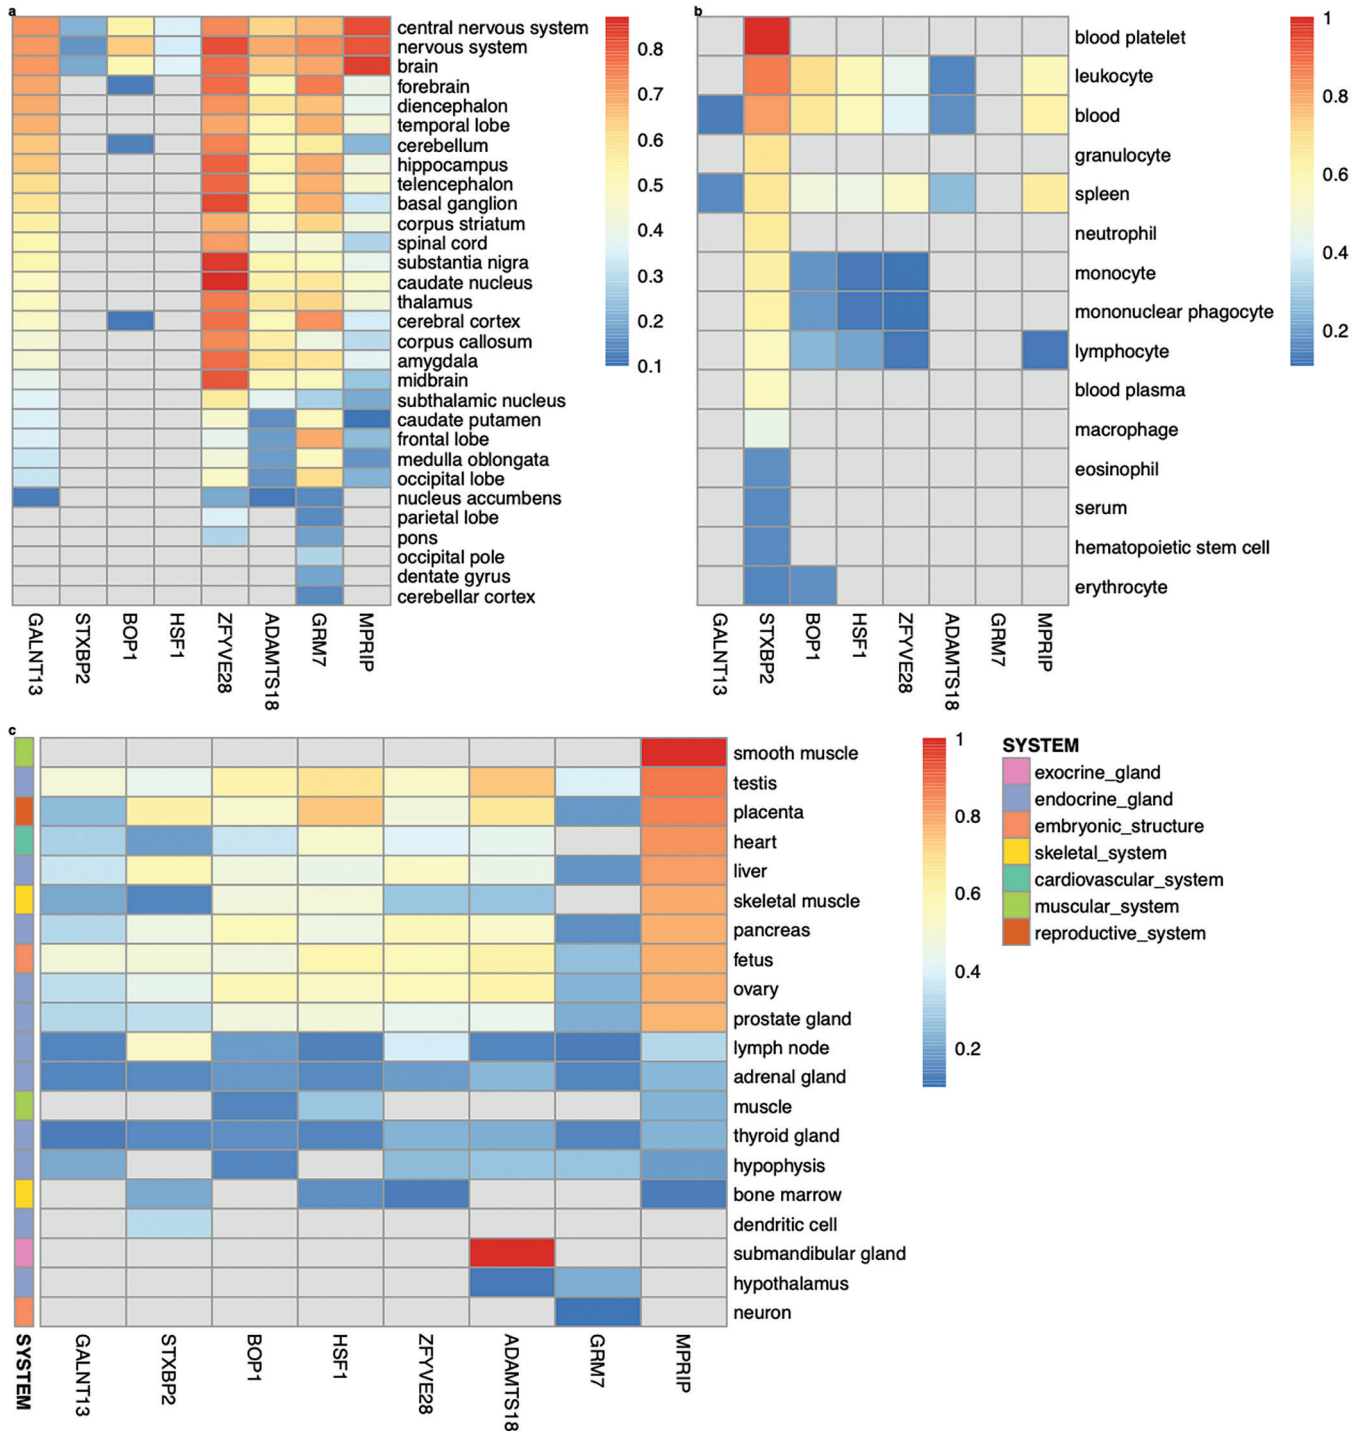 a
central nervous system
nervous system
brain
forebrain
diencephalon
temporal lobe
cerebellum
hippocampus
telencephalon
basal ganglion
corpus striatum
spinal cord
substantia nigra
caudate nucleus
thalamus
cerebral cortex
corpus callosum
amygdala
midbrain
subthalamic nucleus
caudate putamen
frontal lobe
medulla oblongata
occipital lobe
nucleus accumbens
parietal lobe
pons
occipital pole
dentate gyrus
cerebellar cortex
0.8
0.7
0.6
0.5
0.4
0.3
0.2
0.1
GALNT13
STXBP2
BOP1
HSF1
ZFYVE28
ADAMTS18
GRM7
MPRIP
b
blood platelet
leukocyte
blood
granulocyte
spleen
neutrophil
monocyte
mononuclear phagocyte
lymphocyte
blood plasma
macrophage
eosinophil
serum
hematopoietic stem cell
erythrocyte
1
0.8
0.6
0.4
0.2
GALNT13
STXBP2
BOP1
HSF1
ZFYVE28
ADAMTS18
GRM7
MPRIP
c
smooth muscle
testis
placenta
heart
liver
skeletal muscle
pancreas
fetus
ovary
prostate gland
lymph node
adrenal gland
muscle
thyroid gland
hypophysis
bone marrow
dendritic cell
submandibular gland
hypothalamus
neuron
1
0.8
0.6
0.4
0.2
SYSTEM
exocrine_gland
endocrine_gland
embryonic_structure
skeletal_system
cardiovascular_system
muscular_system
reproductive_system
SYSTEM
GALNT13
STXBP2
BOP1
HSF1
ZFYVE28
ADAMTS18
GRM7
MPRIP